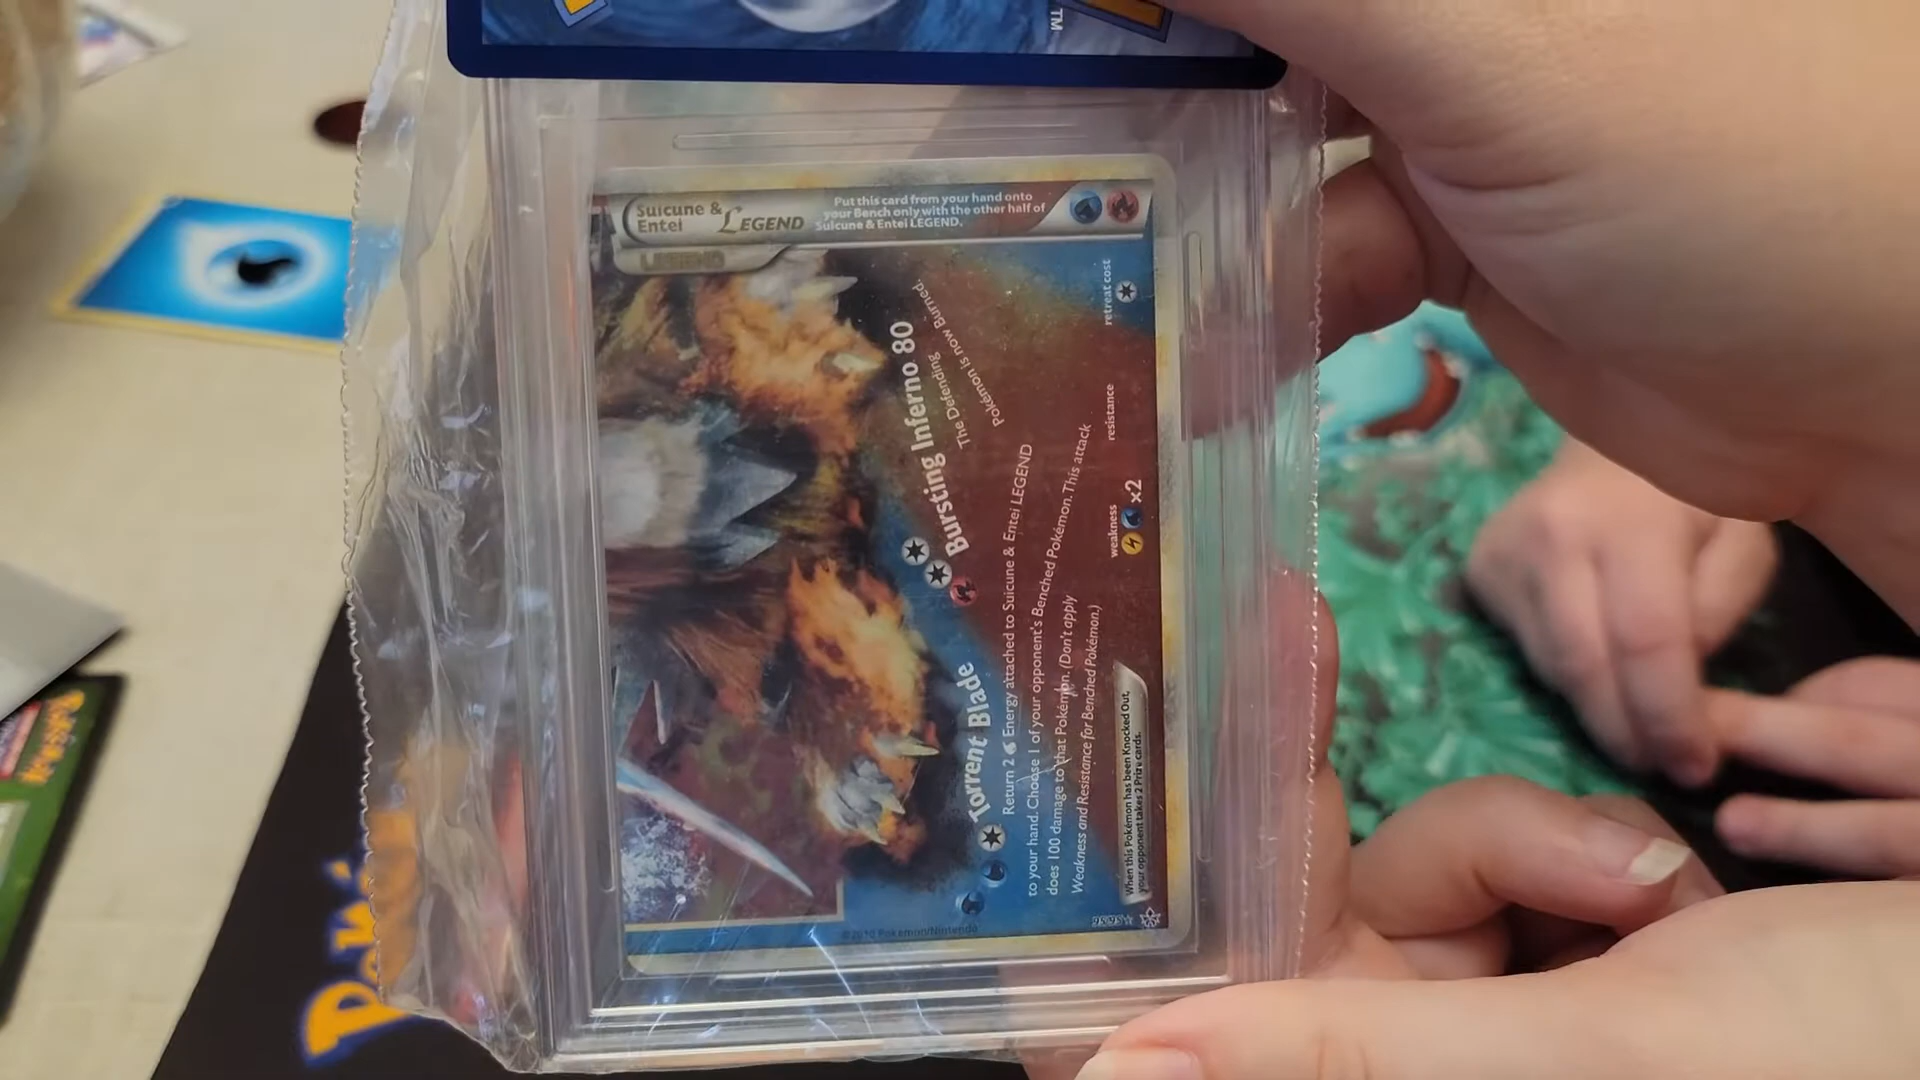 Suicune &
Entei
LEGEND
Put this card from your hand onto
your Bench only with the other half of
Suicune & Entei LEGEND.
LEGEND
Bursting Inferno 80
The Defending
Pokémon is now Burned.
Torrent Blade
Return 2 Energy attached to Suicune & Entei LEGEND
to your hand. Choose 1 of your opponent's Benched Pokémon. This attack
does 100 damage to that Pokémon. (Don't apply
Weakness and Resistance for Benched Pokémon.)
weakness
×2
resistance
retreat cost
When this Pokémon has been Knocked Out,
your opponent takes 2 Prize cards.
©2010 Pokémon/Nintendo
95/95
TM
Pokémon